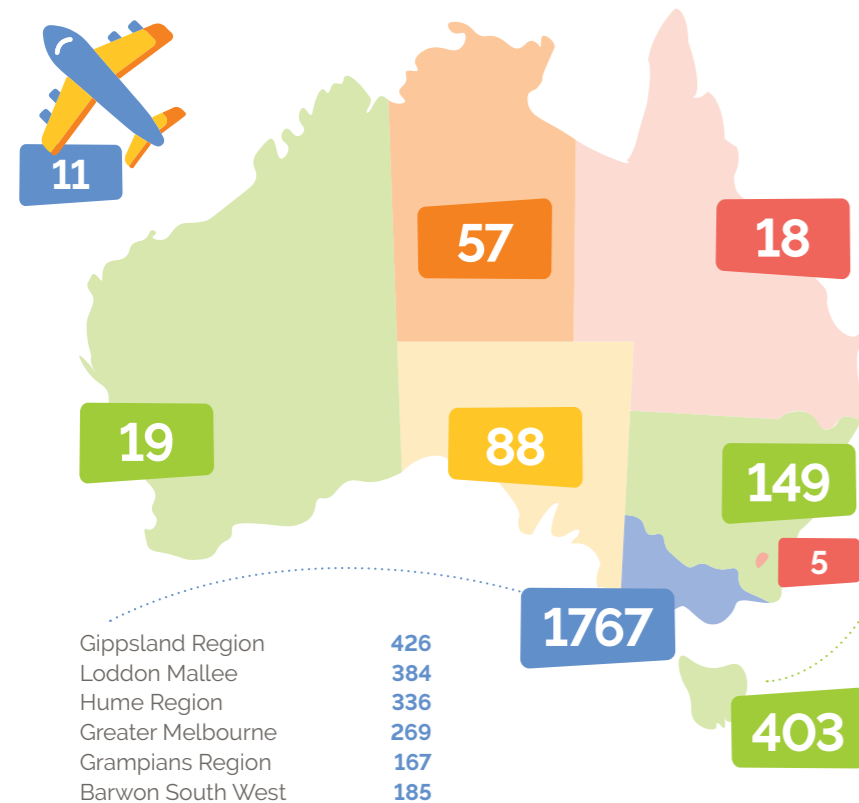 11
57
18
19
88
149
5
1767
Gippsland Region 426
Loddon Mallee 384
Hume Region 336
Greater Melbourne 269
Grampians Region 167
Barwon South West 185
403